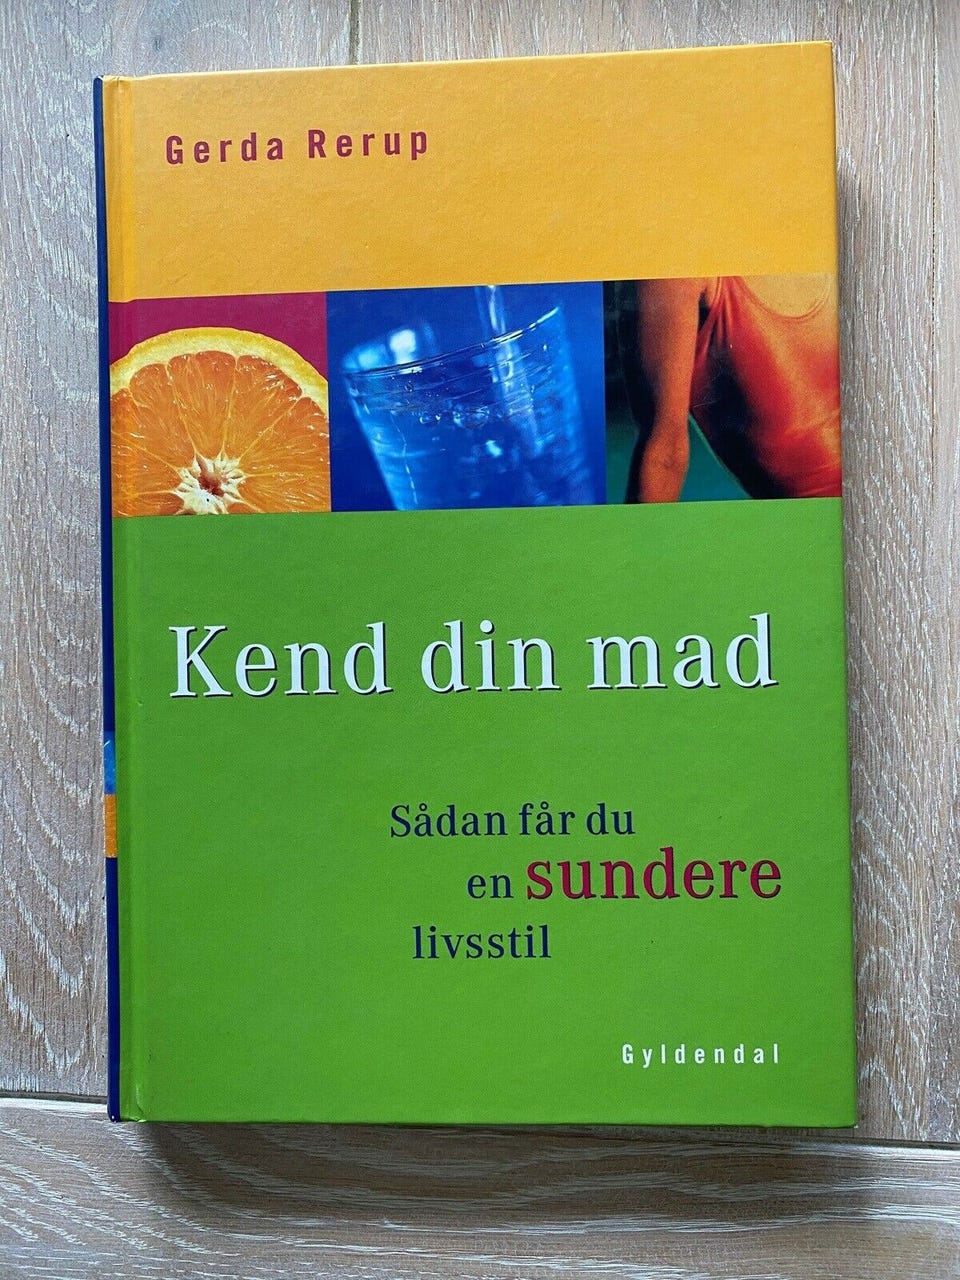 Gerda Rerup
Kend din mad
Sådan får du
en sundere
livsstil
Gyldendal